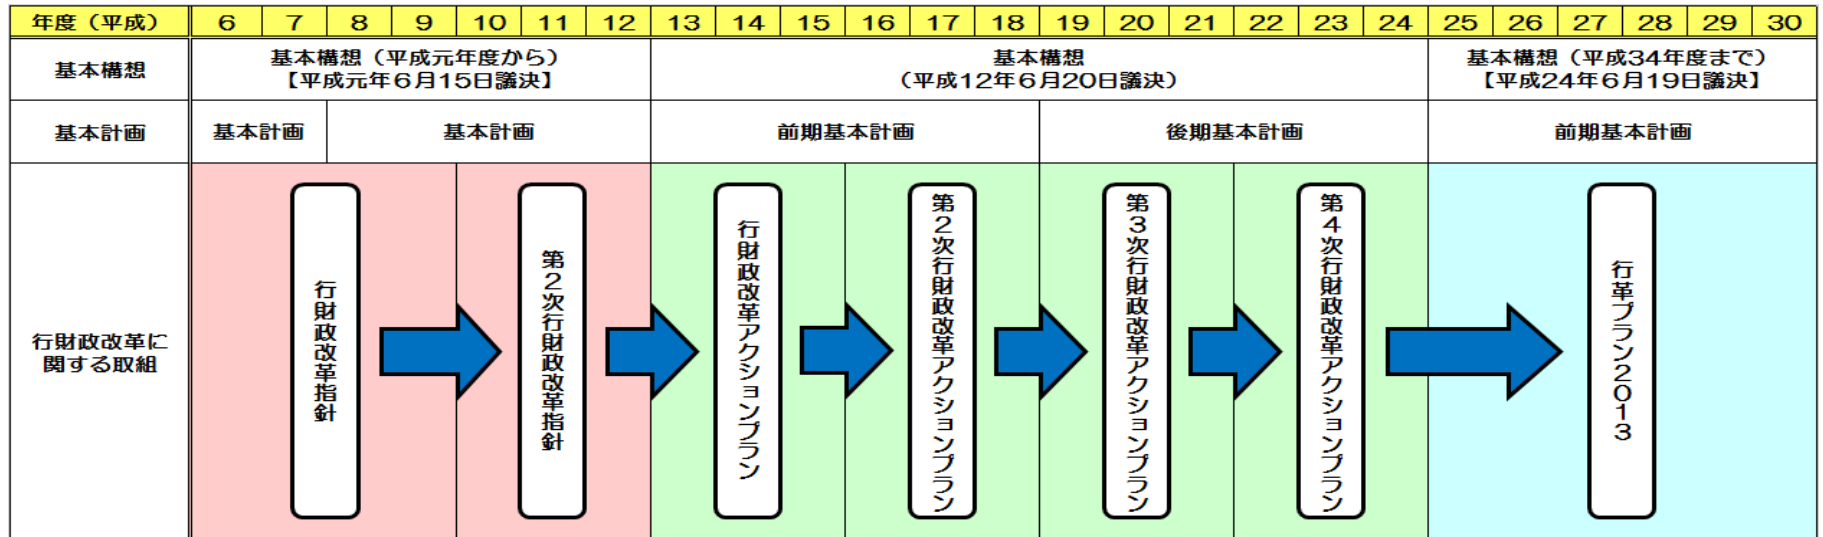 年度（平成） 6 7 8 9 10 11 12 13 14 15 16 17 18 19 20 21 22 23 24 25 26 27 28 29 30
基本構想
基本構想（平成元年度から）
【平成元年６月15日議決】
基本構想
（平成12年６月20日議決）
基本構想（平成34年度まで）
【平成24年６月19日議決】
基本計画 基本計画 基本計画 前期基本計画 後期基本計画 前期基本計画
行財政改革に
関する取組
行財政改革指針
第２次行財政改革指針
行財政改革アクションプラン
第２次行財政改革アクションプラン
第３次行財政改革アクションプラン
第４次行財政改革アクションプラン
行革プラン２０１３